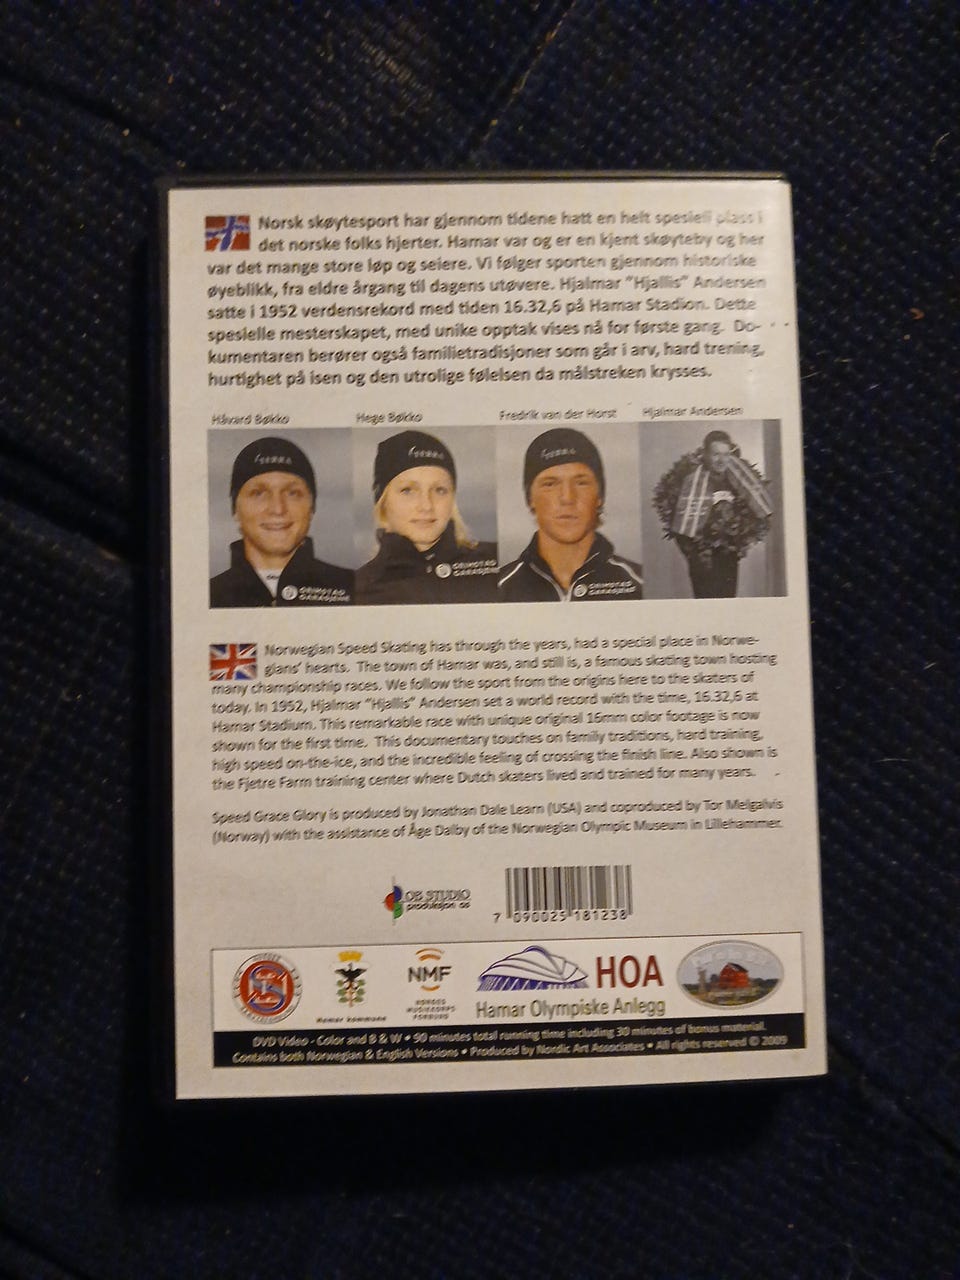 Norsk skøytesport har gjennom tidene hatt en helt spesiell plass i
det norske folks hjerter. Hamar var og er en kjent skøyteby og her
var det mange store løp og seiere. Vi følger sporten gjennom historiske
øyeblikk, fra eldre årgang til dagens utøvere. Hjalmar "Hjallis" Andersen
satte i 1952 verdensrekord med tiden 16.32,6 på Hamar Stadion. Dette
spesielle mesterskapet, med unike opptak vises nå for første gang. Do-
kumentaren berører også familietradisjoner som går i arv, hard trening,
hurtighet på isen og den utrolige følelsen da målstreken krysses.
Håvard Bøkko Hege Bøkko Fredrik van der Horst Hjalmar Andersen
GRIMSTAD GARASJENE GRIMSTAD GARASJENE GRIMSTAD GARASJENE
Norwegian Speed Skating has through the years, had a special place in Norwe-
gians' hearts. The town of Hamar was, and still is, a famous skating town hosting
many championship races. We follow the sport from the origins here to the skaters of
today. In 1952, Hjalmar "Hjallis" Andersen set a world record with the time, 16.32,6 at
Hamar Stadium. This remarkable race with unique original 16mm color footage is now
shown for the first time. This documentary touches on family traditions, hard training,
high speed on-the-ice, and the incredible feeling of crossing the finish line. Also shown is
the Fjetre Farm training center where Dutch skaters lived and trained for many years.
Speed Grace Glory is produced by Jonathan Dale Learn (USA) and coproduced by Tor Melgalvis
(Norway) with the assistance of Åge Dalby of the Norwegian Olympic Museum in Lillehammer.
OB STUDIO
produksjon as
7 090025 181238
Hamar kommune
NMF
NORGES
MUSIKKORPS
FORBUND
HOA
Hamar Olympiske Anlegg
DVD Video - Color and B & W • 90 minutes total running time including 30 minutes of bonus material.
Contains both Norwegian & English Versions • Produced by Nordic Art Associates • All rights reserved © 2009